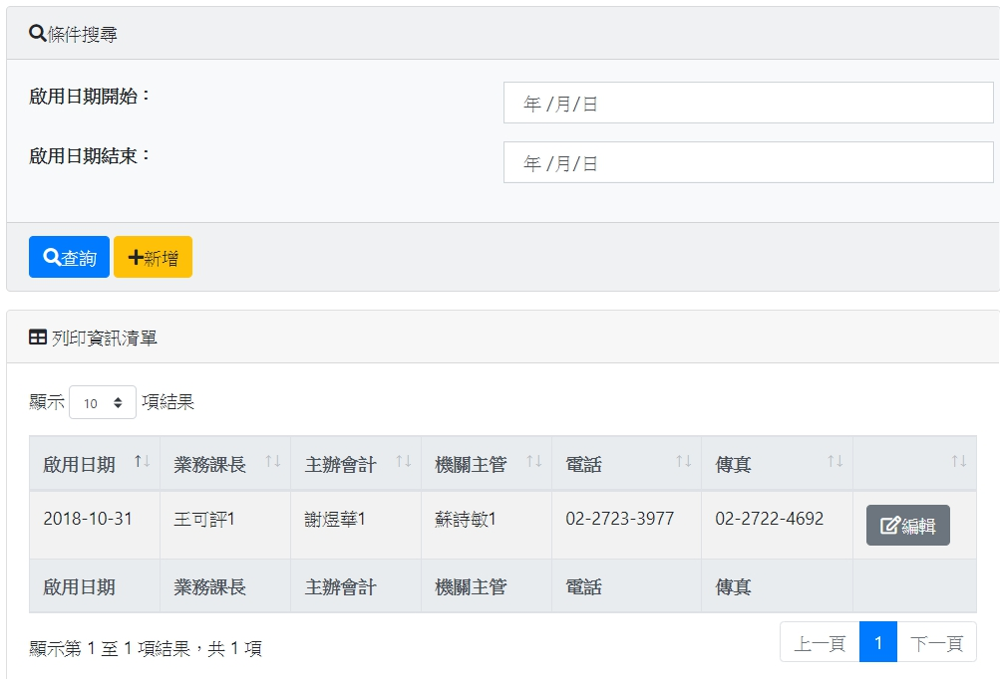 條件搜尋
啟用日期開始：
年 /月/日
啟用日期結束：
年 /月/日
查詢 新增
列印資訊清單
顯示 10 項結果
啟用日期 業務課長 主辦會計 機關主管 電話 傳真
2018-10-31 王可評1 謝煜華1 蘇詩敏1 02-2723-3977 02-2722-4692 編輯
啟用日期 業務課長 主辦會計 機關主管 電話 傳真
顯示第 1 至 1 項結果，共 1 項
上一頁 1 下一頁